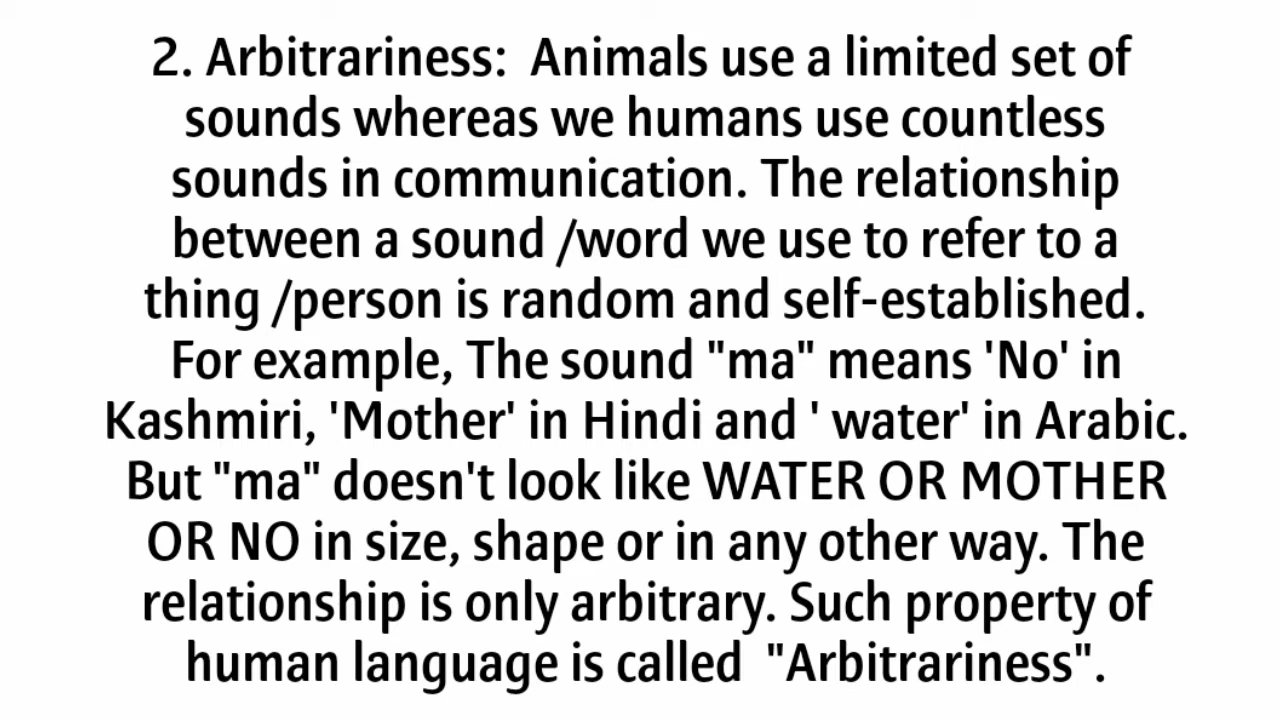 2. Arbitrariness:  Animals use a limited set of
sounds whereas we humans use countless
sounds in communication. The relationship
between a sound /word we use to refer to a
thing /person is random and self-established.
For example, The sound "ma" means 'No' in
Kashmiri, 'Mother' in Hindi and ' water' in Arabic.
But "ma" doesn't look like WATER OR MOTHER
OR NO in size, shape or in any other way. The
relationship is only arbitrary. Such property of
human language is called  "Arbitrariness".